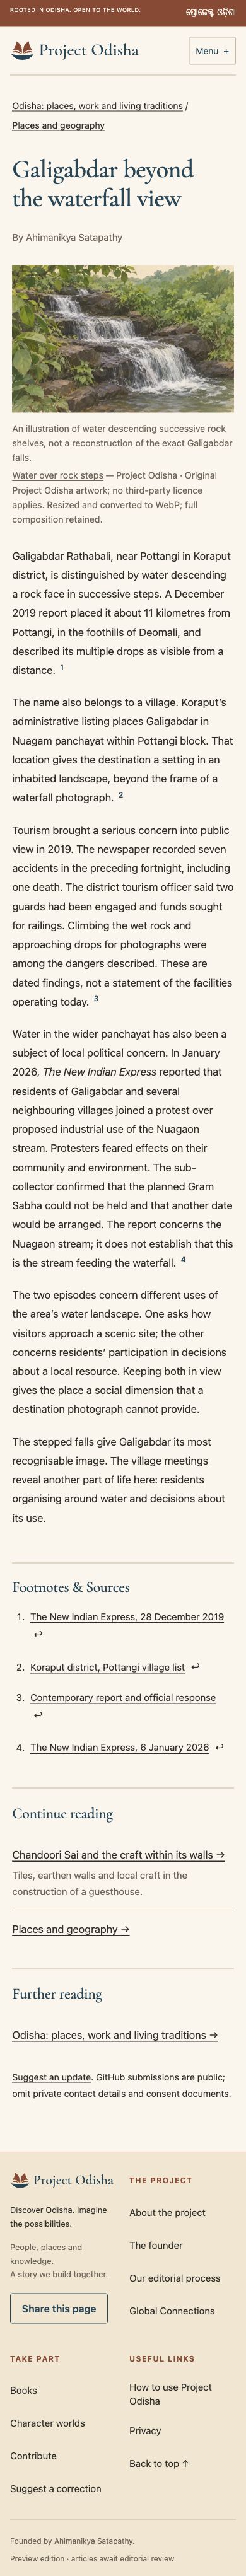 ROOTED IN ODISHA. OPEN TO THE WORLD.
ପ୍ରୋଜେକ୍ଟ ଓଡ଼ିଶା
Project Odisha
Menu +
Odisha: places, work and living traditions /
Places and geography
Galigabdar beyond
the waterfall view
By Ahimanikya Satapathy
An illustration of water descending successive rock
shelves, not a reconstruction of the exact Galigabdar
falls.
Water over rock steps — Project Odisha · Original
Project Odisha artwork; no third-party licence
applies. Resized and converted to WebP; full
composition retained.
Galigabdar Rathabali, near Pottangi in Koraput
district, is distinguished by water descending
a rock face in successive steps. A December
2019 report placed it about 11 kilometres from
Pottangi, in the foothills of Deomali, and
described its multiple drops as visible from a
distance. 1
The name also belongs to a village. Koraput's
administrative listing places Galigabdar in
Nuagam panchayat within Pottangi block. That
location gives the destination a setting in an
inhabited landscape, beyond the frame of a
waterfall photograph. 2
Tourism brought a serious concern into public
view in 2019. The newspaper recorded seven
accidents in the preceding fortnight, including
one death. The district tourism officer said two
guards had been engaged and funds sought
for railings. Climbing the wet rock and
approaching drops for photographs were
among the dangers described. These are
dated findings, not a statement of the facilities
operating today. 3
Water in the wider panchayat has also been a
subject of local political concern. In January
2026, The New Indian Express reported that
residents of Galigabdar and several
neighbouring villages joined a protest over
proposed industrial use of the Nuagaon
stream. Protesters feared effects on their
community and environment. The sub-
collector confirmed that the planned Gram
Sabha could not be held and that another date
would be arranged. The report concerns the
Nuagaon stream; it does not establish that this
is the stream feeding the waterfall. 4
The two episodes concern different uses of
the area's water landscape. One asks how
visitors approach a scenic site; the other
concerns residents' participation in decisions
about a local resource. Keeping both in view
gives the place a social dimension that a
destination photograph cannot provide.
The stepped falls give Galigabdar its most
recognisable image. The village meetings
reveal another part of life here: residents
organising around water and decisions about
its use.
Footnotes & Sources
1. The New Indian Express, 28 December 2019
↩
2. Koraput district, Pottangi village list ↩
3. Contemporary report and official response
↩
4. The New Indian Express, 6 January 2026 ↩
Continue reading
Chandoori Sai and the craft within its walls →
Tiles, earthen walls and local craft in the
construction of a guesthouse.
Places and geography →
Further reading
Odisha: places, work and living traditions →
Suggest an update. GitHub submissions are public;
omit private contact details and consent documents.
Project Odisha
Discover Odisha. Imagine
the possibilities.
People, places and
knowledge.
A story we build together.
Share this page
THE PROJECT
About the project
The founder
Our editorial process
Global Connections
TAKE PART
Books
Character worlds
Contribute
Suggest a correction
USEFUL LINKS
How to use Project
Odisha
Privacy
Back to top ↑
Founded by Ahimanikya Satapathy.
Preview edition · articles await editorial review